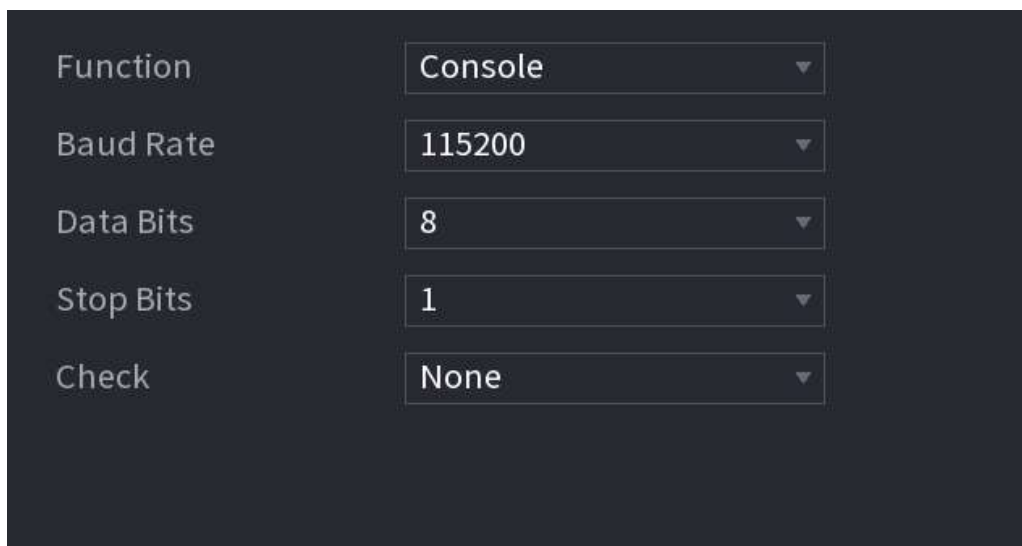 Function Console
Baud Rate 115200
Data Bits 8
Stop Bits 1
Check None